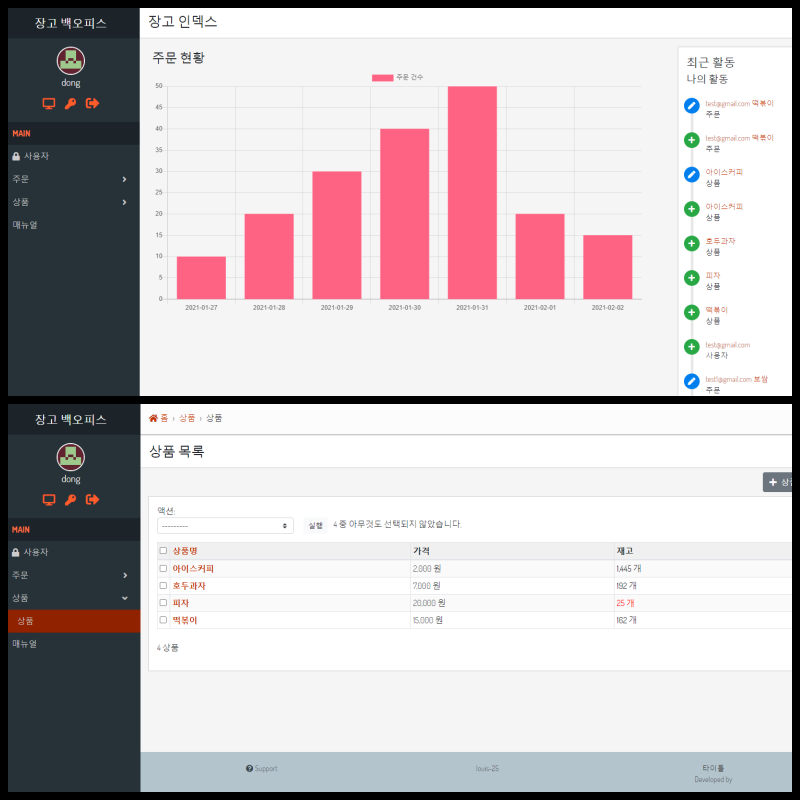 장고 백오피스
dong
MAIN
사용자
주문
상품
매뉴얼
장고 인덱스
주문 현황
주문 건수
50
45
40
35
30
25
20
15
10
5
0
2021-01-27 2021-01-28 2021-01-29 2021-01-30 2021-01-31 2021-02-01 2021-02-02
최근 활동
나의 활동
test@gmail.com 떡볶이
주문
test@gmail.com 떡볶이
주문
아이스커피
상품
아이스커피
상품
호두과자
상품
피자
상품
떡볶이
상품
test@gmail.com
사용자
test1@gmail.com 보쌈
주문
장고 백오피스
dong
MAIN
사용자
주문
상품
상품
매뉴얼
홈 › 상품 › 상품
상품 목록
+ 상
액션:
---------
실행 4 중 아무것도 선택되지 않았습니다.
상품명 가격 재고
아이스커피 2,000 원 1,445 개
호두과자 7,000 원 192 개
피자 20,000 원 25 개
떡볶이 15,000 원 162 개
4 상품
Support louis-25 타이틀
Developed by